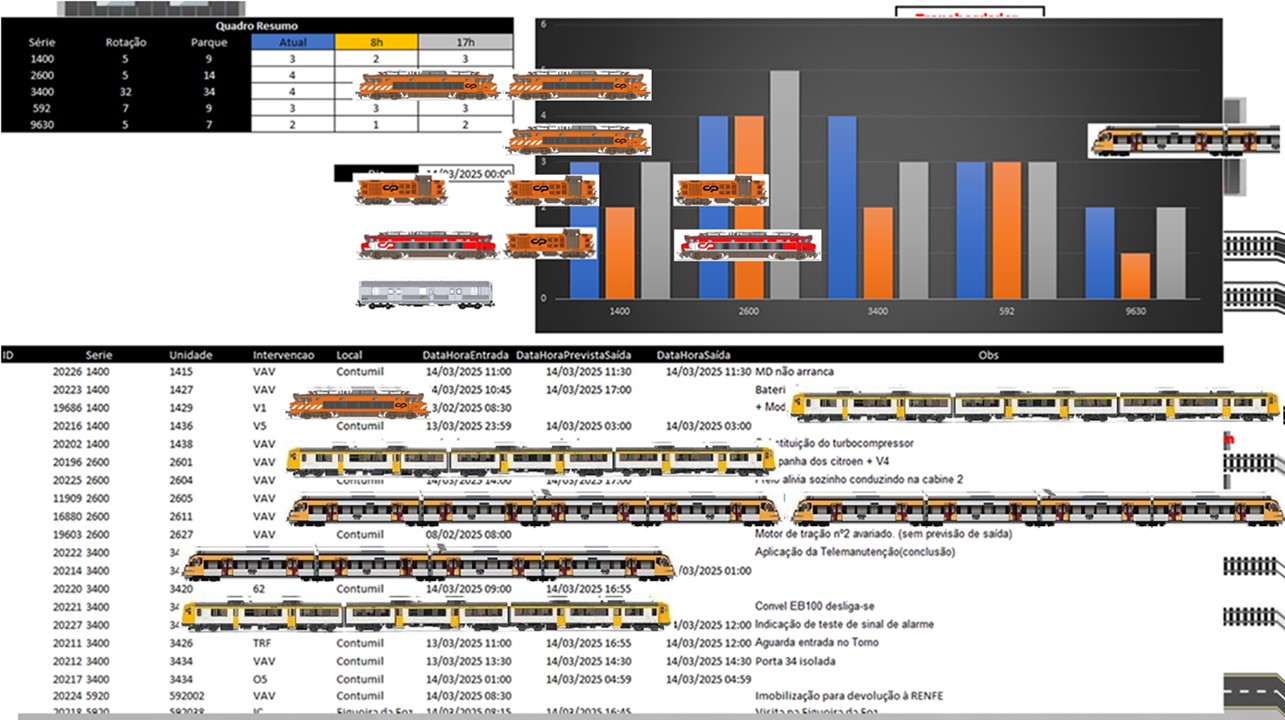 Quadro Resumo
Série Rotação Parque Atual 8h 17h
1400 5 9 3 2 3
2600 5 14 4
3400 32 34 4
592 7 9 3 3 3
9630 5 7 2 1 2
14/03/2025 00:00
6
4
3
0
1400 2600 3400 592 9630
ID Serie Unidade Intervencao Local DataHoraEntrada DataHoraPrevistaSaída DataHoraSaída Obs
20226 1400 1415 VAV Contumil 14/03/2025 11:00 14/03/2025 11:30 14/03/2025 11:30 MD não arranca
20223 1400 1427 VAV 4/03/2025 10:45 14/03/2025 17:00 Bateri
19686 1400 1429 V1 3/02/2025 08:30 + Mod
20216 1400 1436 V5 Contumil 13/03/2025 23:59 14/03/2025 03:00 14/03/2025 03:00
20202 1400 1438 VAV stituição do turbocompressor
20196 2600 2601 VAV panha dos citroen + V4
20225 2600 2604 VAV Contumil 14/03/2025 14:00 14/03/2025 17:00 Freio alivia sozinho conduzindo na cabine 2
11909 2600 2605 VAV
16880 2600 2611 VAV
19603 2600 2627 VAV Contumil 08/02/2025 08:00 Motor de tração nº2 avariado. (sem previsão de saída)
20222 3400 34 Aplicação da Telemanutenção(conclusão)
20214 3400 34 /03/2025 01:00
20220 3400 3420 62 Contumil 14/03/2025 09:00 14/03/2025 16:55
20221 3400 34 Convel EB100 desliga-se
20227 3400 34 /03/2025 12:00 Indicação de teste de sinal de alarme
20211 3400 3426 TRF Contumil 13/03/2025 11:00 14/03/2025 16:55 14/03/2025 12:00 Aguarda entrada no Torno
20212 3400 3434 VAV Contumil 13/03/2025 13:30 14/03/2025 14:30 14/03/2025 14:30 Porta 34 isolada
20217 3400 3434 O5 Contumil 14/03/2025 01:00 14/03/2025 04:59 14/03/2025 04:59
20224 5920 592002 VAV Contumil 14/03/2025 08:30 Imobilização para devolução à RENFE
20218 5920 592038 IC Figueira da Foz 14/03/2025 08:15 14/03/2025 16:45 Visita na Figueira da Foz